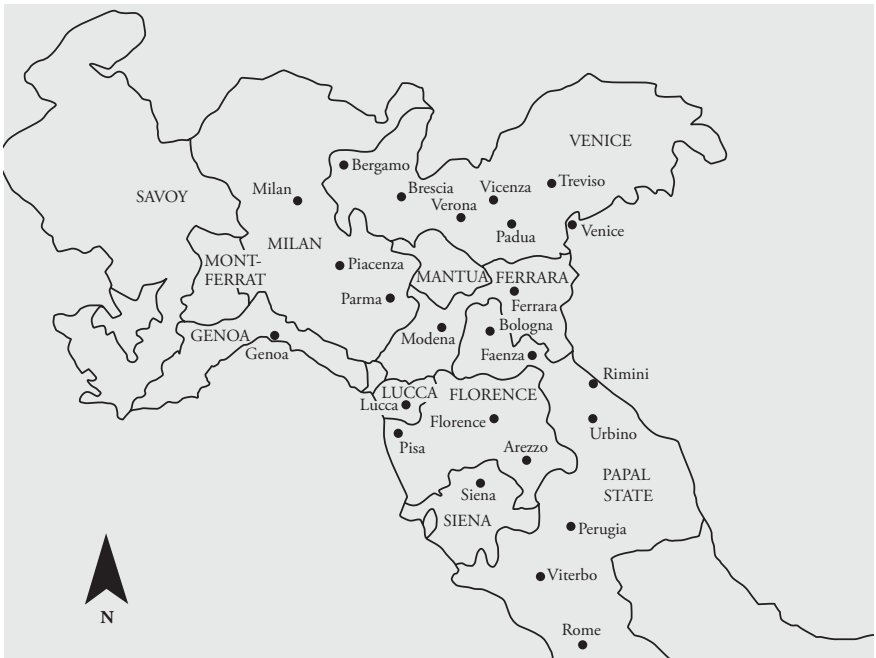 VENICE
Bergamo
Treviso
Brescia
Vicenza
Milan
SAVOY
Verona
Venice
Padua
MILAN
MONT-
FERRAT
Piacenza
MANTUA
FERRARA
Parma
Ferrara
Bologna
GENOA
Modena
Genoa
Faenza
Rimini
LUCCA
FLORENCE
Lucca
Florence
Urbino
Pisa
Arezzo
PAPAL
STATE
Siena
SIENA
Perugia
Viterbo
N
Rome